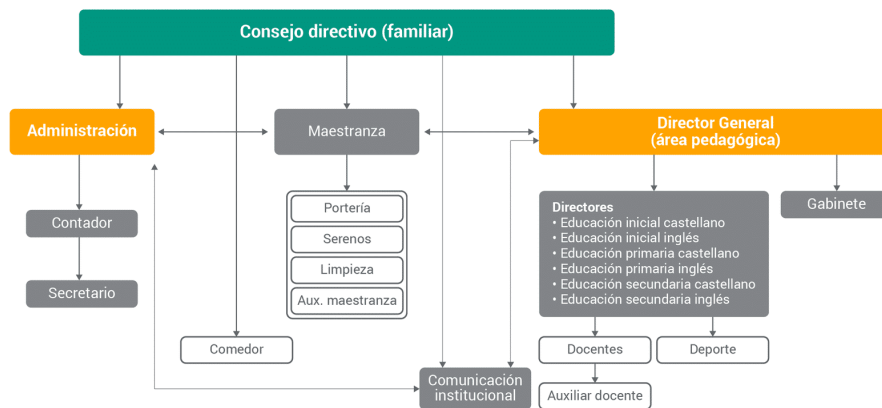 Consejo directivo (familiar)
Administración
Maestranza
Director General
(área pedagógica)
Contador
Secretario
Portería
Serenos
Limpieza
Aux. maestranza
Directores
• Educación inicial castellano
• Educación inicial inglés
• Educación primaria castellano
• Educación primaria inglés
• Educación secundaria castellano
• Educación secundaria inglés
Gabinete
Comedor
Docentes
Deporte
Comunicación
institucional
Auxiliar docente